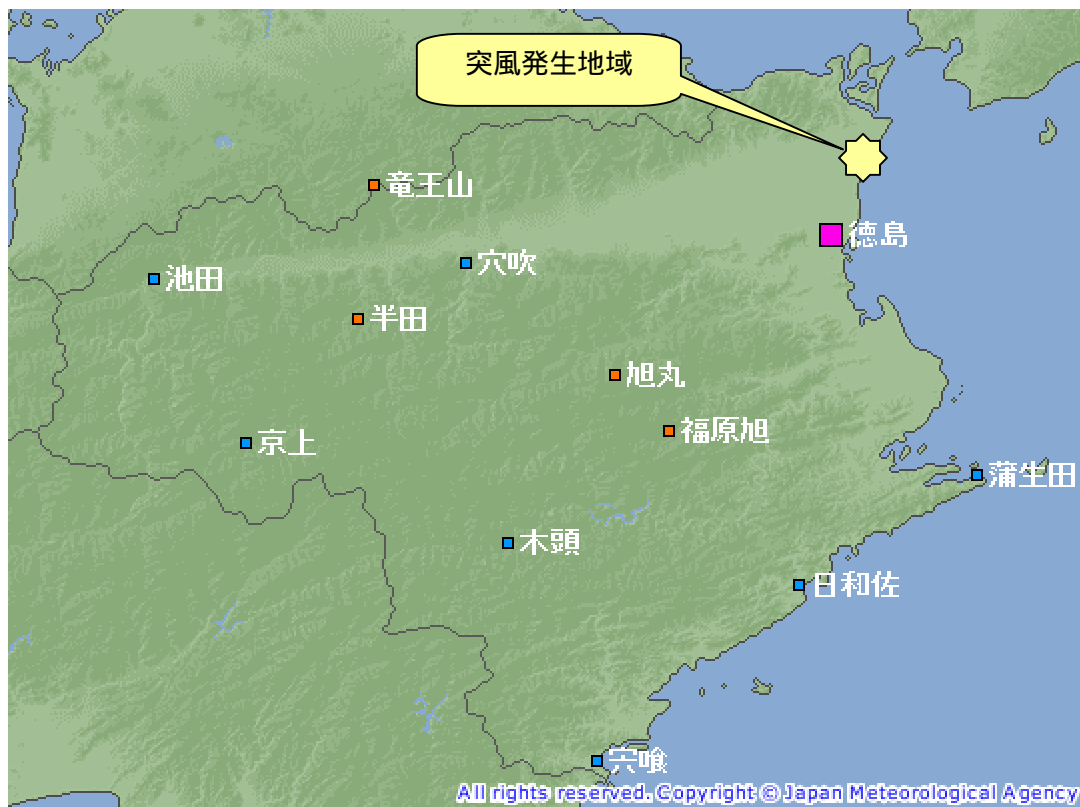 突風発生地域
竜王山
徳島
穴吹
池田
半田
旭丸
福原旭
京上
蒲生田
木頭
日和佐
宍喰
All rights reserved. Copyright © Japan Meteorological Agency